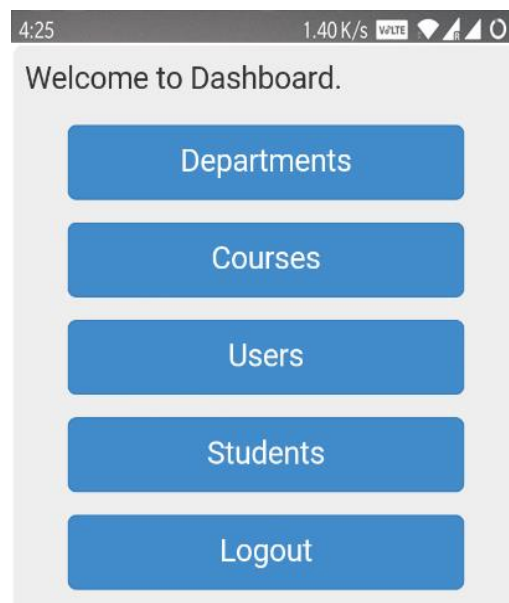 4:25 1.40 K/s VoLTE R
Welcome to Dashboard.
Departments
Courses
Users
Students
Logout